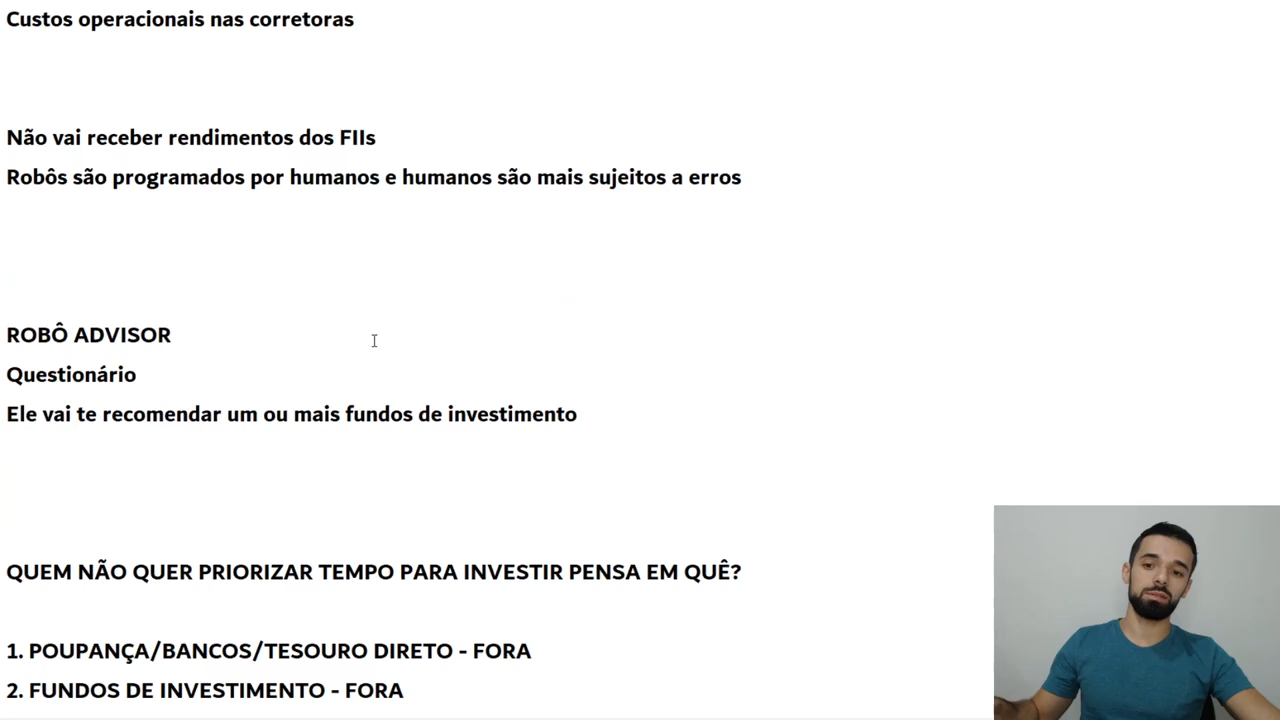 Custos operacionais nas corretoras
Não vai receber rendimentos dos FIIs
Robôs são programados por humanos e humanos são mais sujeitos a erros
ROBÔ ADVISOR
Questionário
Ele vai te recomendar um ou mais fundos de investimento
QUEM NÃO QUER PRIORIZAR TEMPO PARA INVESTIR PENSA EM QUÊ?
1. POUPANÇA/BANCOS/TESOURO DIRETO - FORA
2. FUNDOS DE INVESTIMENTO - FORA